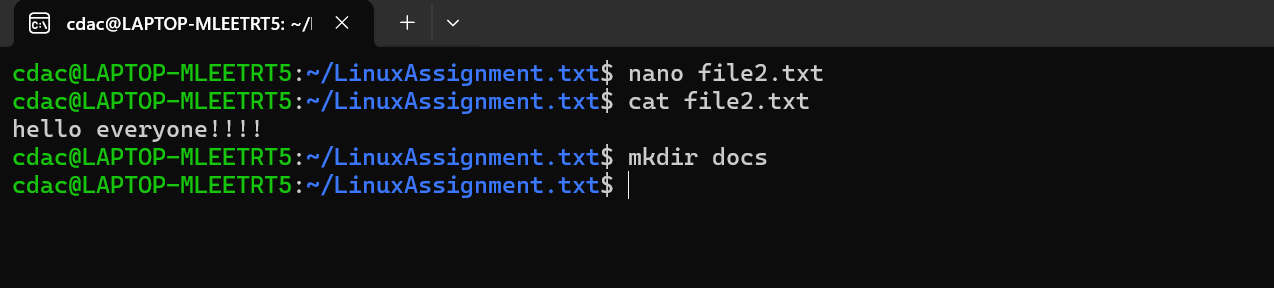 cdac@LAPTOP-MLEETRT5: ~/l
cdac@LAPTOP-MLEETRT5:~/LinuxAssignment.txt$ nano file2.txt
cdac@LAPTOP-MLEETRT5:~/LinuxAssignment.txt$ cat file2.txt
hello everyone!!!!
cdac@LAPTOP-MLEETRT5:~/LinuxAssignment.txt$ mkdir docs
cdac@LAPTOP-MLEETRT5:~/LinuxAssignment.txt$